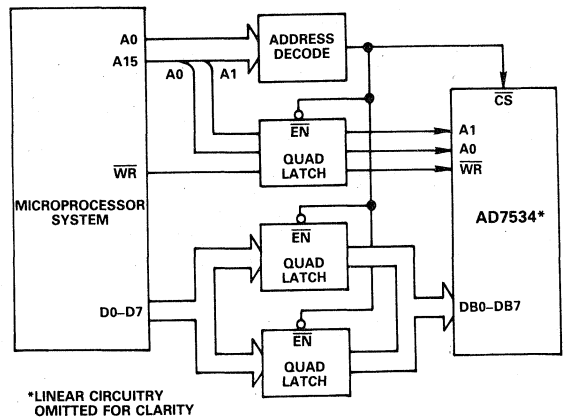 A0
A15
A0
A1
ADDRESS
DECODE
CS
EN
QUAD
LATCH
A1
A0
WR
WR
MICROPROCESSOR
SYSTEM
AD7534*
EN
QUAD
LATCH
D0–D7
DB0–DB7
EN
QUAD
LATCH
*LINEAR CIRCUITRY
OMITTED FOR CLARITY